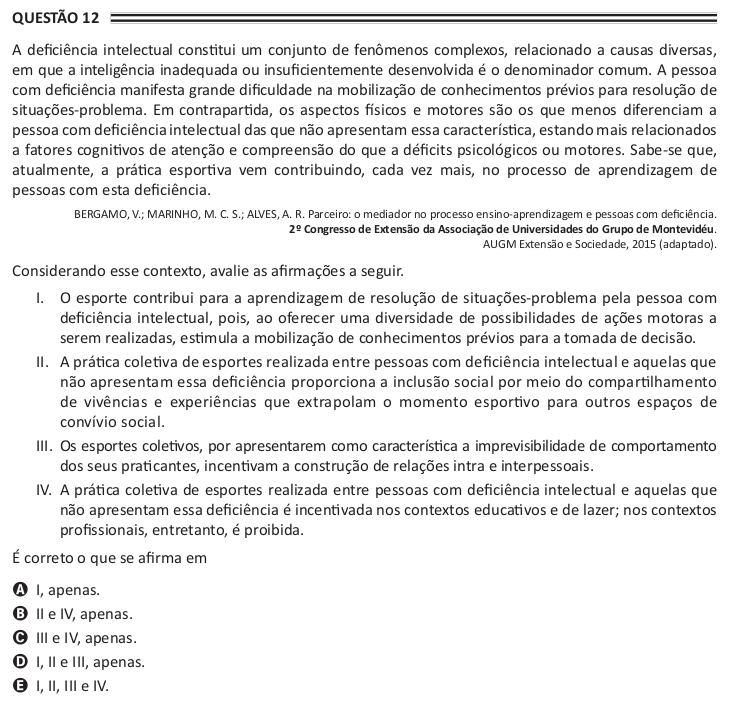 QUESTÃO 12
A deficiência intelectual constitui um conjunto de fenômenos complexos, relacionado a causas diversas,
em que a inteligência inadequada ou insuficientemente desenvolvida é o denominador comum. A pessoa
com deficiência manifesta grande dificuldade na mobilização de conhecimentos prévios para resolução de
situações-problema. Em contrapartida, os aspectos físicos e motores são os que menos diferenciam a
pessoa com deficiência intelectual das que não apresentam essa característica, estando mais relacionados
a fatores cognitivos de atenção e compreensão do que a déficits psicológicos ou motores. Sabe-se que,
atualmente, a prática esportiva vem contribuindo, cada vez mais, no processo de aprendizagem de
pessoas com esta deficiência.
BERGAMO, V.; MARINHO, M. C. S.; ALVES, A. R. Parceiro: o mediador no processo ensino-aprendizagem e pessoas com deficiência.
2º Congresso de Extensão da Associação de Universidades do Grupo de Montevidéu.
AUGM Extensão e Sociedade, 2015 (adaptado).
Considerando esse contexto, avalie as afirmações a seguir.
I. O esporte contribui para a aprendizagem de resolução de situações-problema pela pessoa com
deficiência intelectual, pois, ao oferecer uma diversidade de possibilidades de ações motoras a
serem realizadas, estimula a mobilização de conhecimentos prévios para a tomada de decisão.
II. A prática coletiva de esportes realizada entre pessoas com deficiência intelectual e aquelas que
não apresentam essa deficiência proporciona a inclusão social por meio do compartilhamento
de vivências e experiências que extrapolam o momento esportivo para outros espaços de
convívio social.
III. Os esportes coletivos, por apresentarem como característica a imprevisibilidade de comportamento
dos seus praticantes, incentivam a construção de relações intra e interpessoais.
IV. A prática coletiva de esportes realizada entre pessoas com deficiência intelectual e aquelas que
não apresentam essa deficiência é incentivada nos contextos educativos e de lazer; nos contextos
profissionais, entretanto, é proibida.
É correto o que se afirma em
A I, apenas.
B II e IV, apenas.
C III e IV, apenas.
D I, II e III, apenas.
E I, II, III e IV.